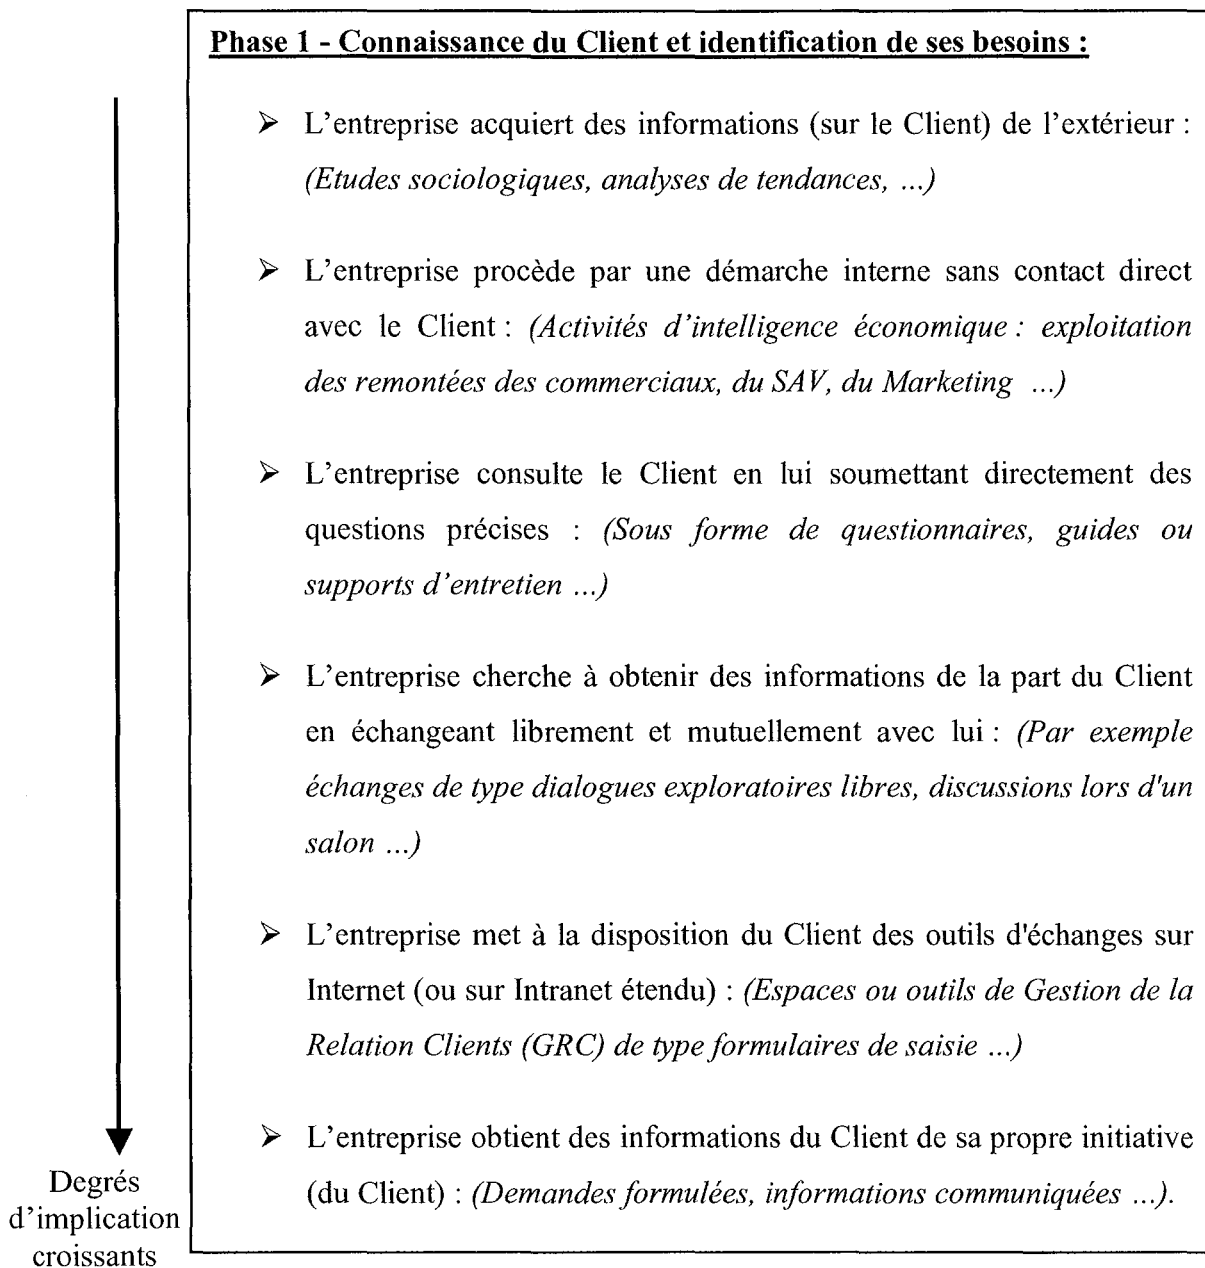 Phase 1 - Connaissance du Client et identification de ses besoins :
➢ L'entreprise acquiert des informations (sur le Client) de l'extérieur :
(Etudes sociologiques, analyses de tendances, ...)
➢ L'entreprise procède par une démarche interne sans contact direct
avec le Client : (Activités d'intelligence économique : exploitation
des remontées des commerciaux, du SAV, du Marketing ...)
➢ L'entreprise consulte le Client en lui soumettant directement des
questions précises : (Sous forme de questionnaires, guides ou
supports d'entretien ...)
➢ L'entreprise cherche à obtenir des informations de la part du Client
en échangeant librement et mutuellement avec lui : (Par exemple
échanges de type dialogues exploratoires libres, discussions lors d'un
salon ...)
➢ L'entreprise met à la disposition du Client des outils d'échanges sur
Internet (ou sur Intranet étendu) : (Espaces ou outils de Gestion de la
Relation Clients (GRC) de type formulaires de saisie ...)
➢ L'entreprise obtient des informations du Client de sa propre initiative
(du Client) : (Demandes formulées, informations communiquées ...).
Degrés
d'implication
croissants